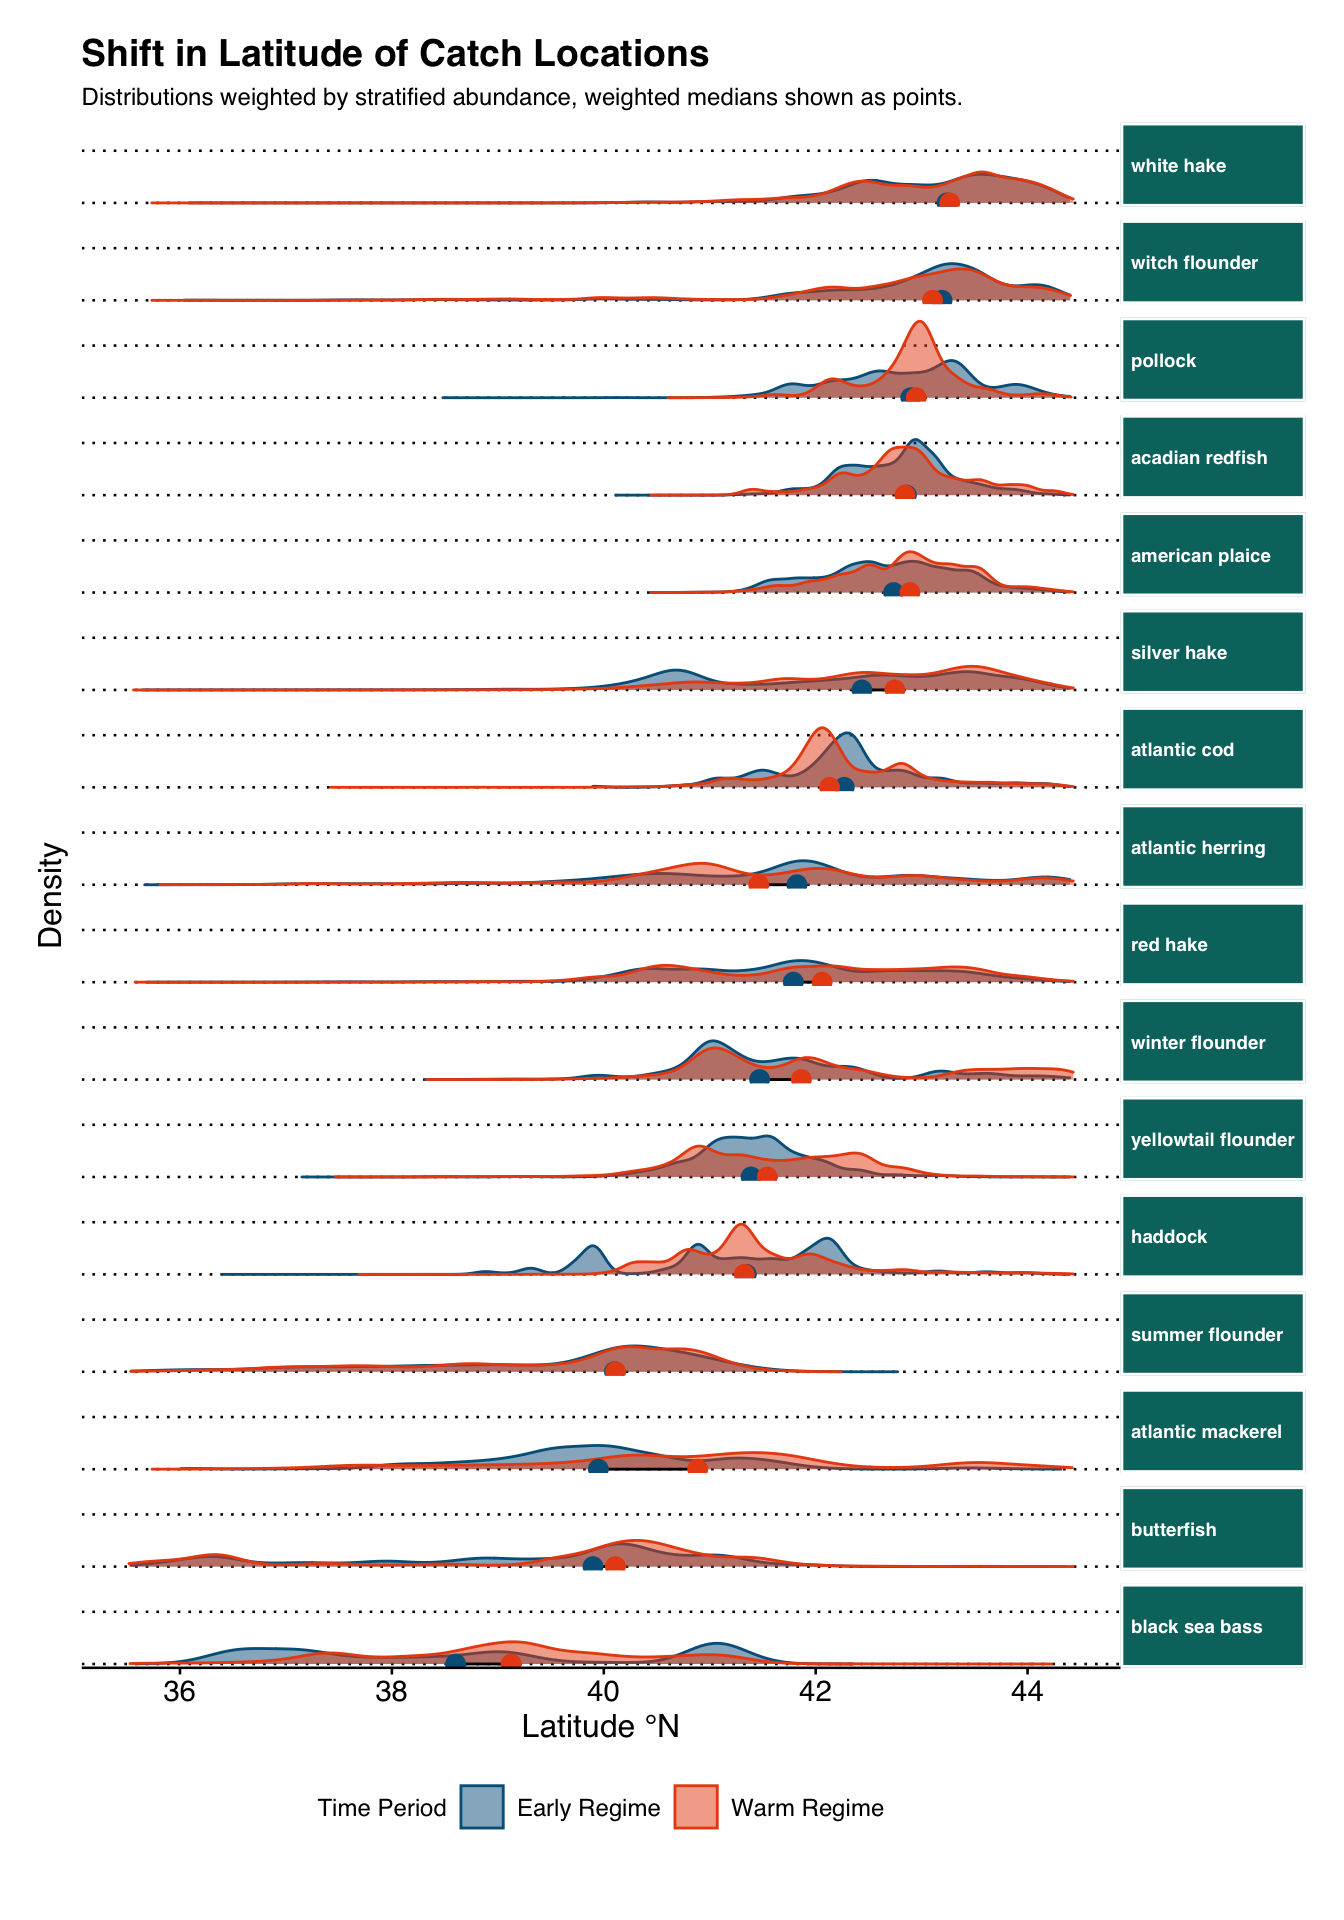 Shift in Latitude of Catch Locations
Distributions weighted by stratified abundance, weighted medians shown as points.
white hake
witch flounder
pollock
acadian redfish
american plaice
silver hake
atlantic cod
atlantic herring
red hake
winter flounder
yellowtail flounder
haddock
summer flounder
atlantic mackerel
butterfish
black sea bass
Density
36 38 40 42 44
Latitude °N
Time Period Early Regime Warm Regime